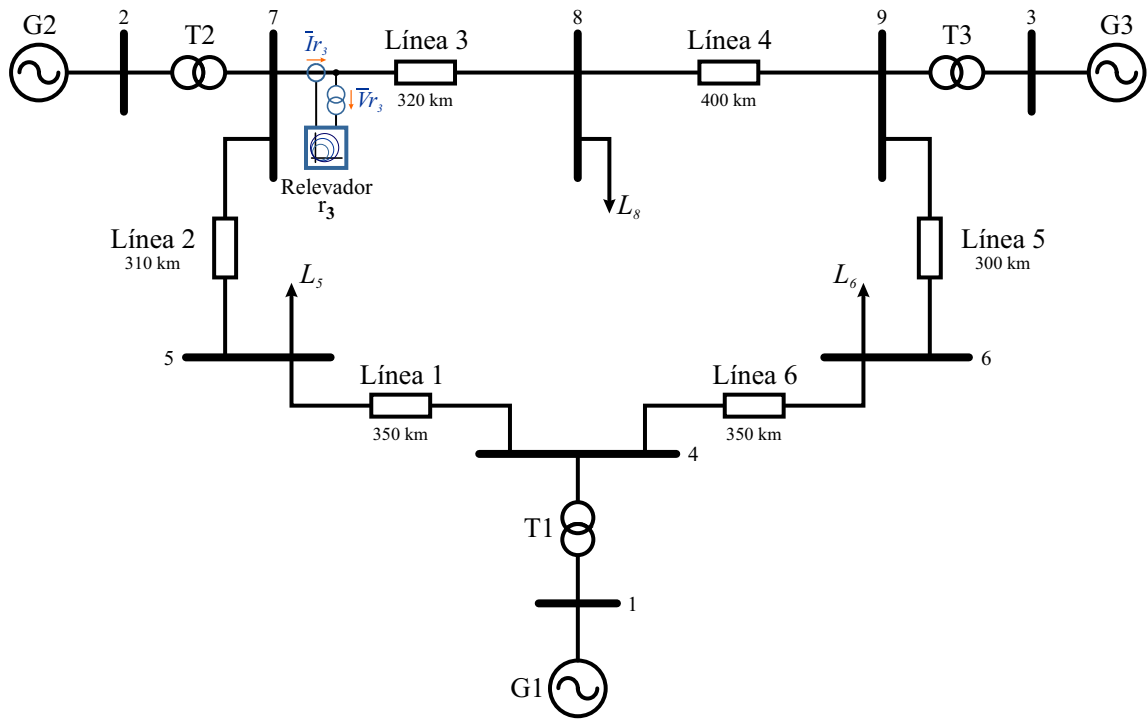 G2
2
T2
7
Īr₃
Línea 3
320 km
8
Línea 4
400 km
9
T3
3
G3
V̄r₃
Relevador
r₃
L₈
Línea 2
310 km
Línea 5
300 km
L₅
L₆
5
6
Línea 1
350 km
Línea 6
350 km
4
T1
1
G1